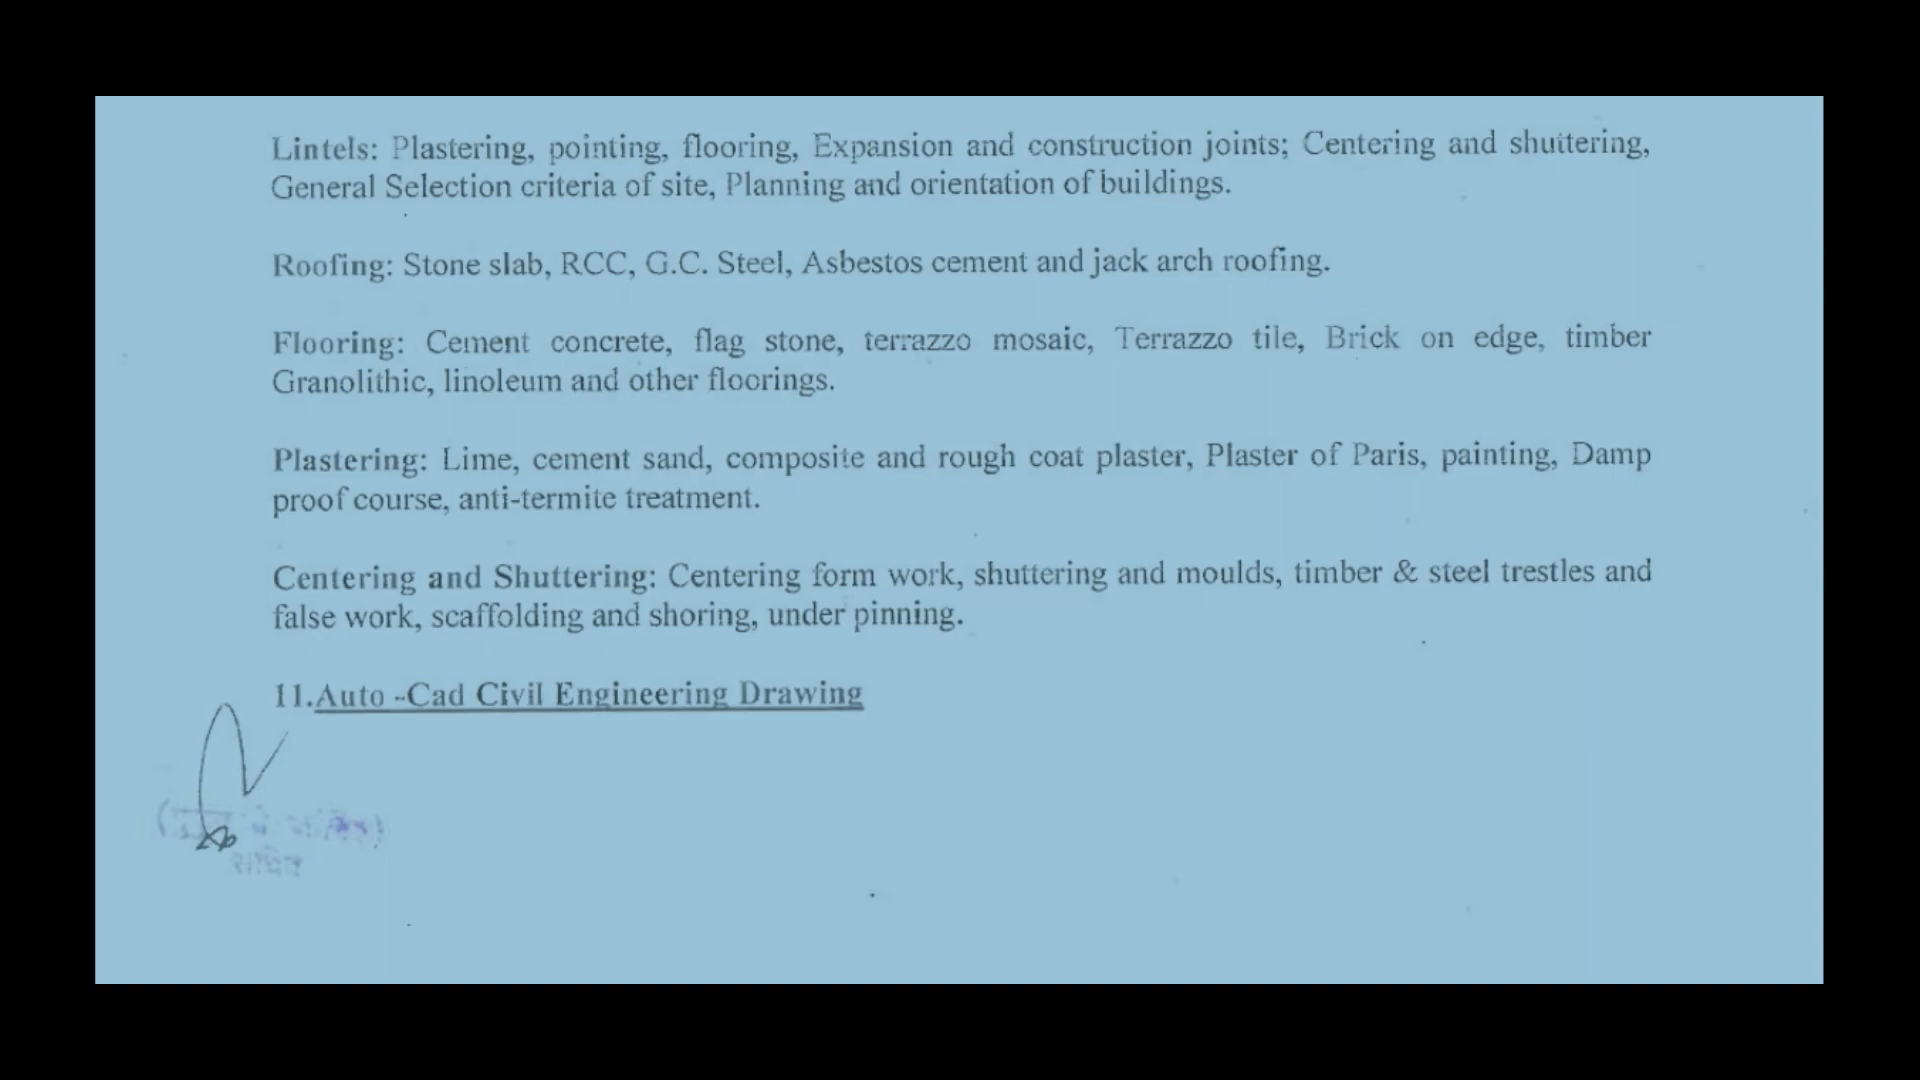 Lintels: Plastering, pointing, flooring, Expansion and construction joints; Centering and shuttering,
General Selection criteria of site, Planning and orientation of buildings.
Roofing: Stone slab, RCC, G.C. Steel, Asbestos cement and jack arch roofing.
Flooring: Cement concrete, flag stone, terrazzo mosaic, Terrazzo tile, Brick on edge, timber
Granolithic, linoleum and other floorings.
Plastering: Lime, cement sand, composite and rough coat plaster, Plaster of Paris, painting, Damp
proof course, anti-termite treatment.
Centering and Shuttering: Centering form work, shuttering and moulds, timber & steel trestles and
false work, scaffolding and shoring, under pinning.
11.Auto -Cad Civil Engineering Drawing